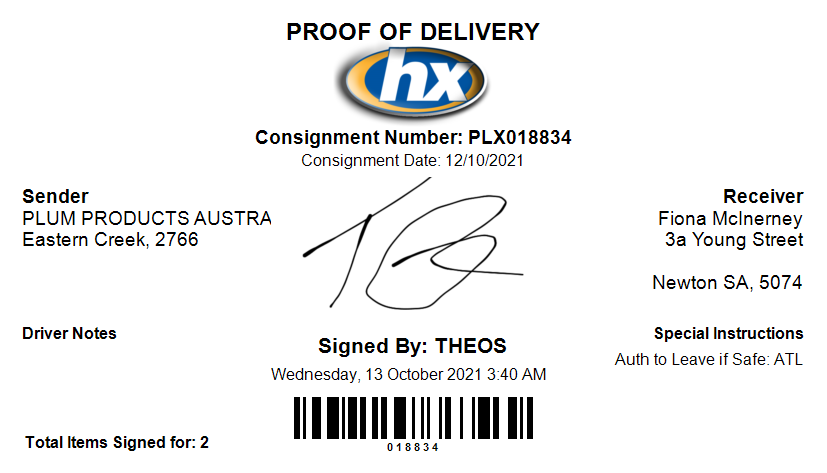 PROOF OF DELIVERY
hx
Consignment Number: PLX018834
Consignment Date: 12/10/2021
Sender
PLUM PRODUCTS AUSTRA
Eastern Creek, 2766
Receiver
Fiona McInerney
3a Young Street
Newton SA, 5074
Driver Notes
Special Instructions
Auth to Leave if Safe: ATL
Signed By: THEOS
Wednesday, 13 October 2021 3:40 AM
018834
Total Items Signed for: 2